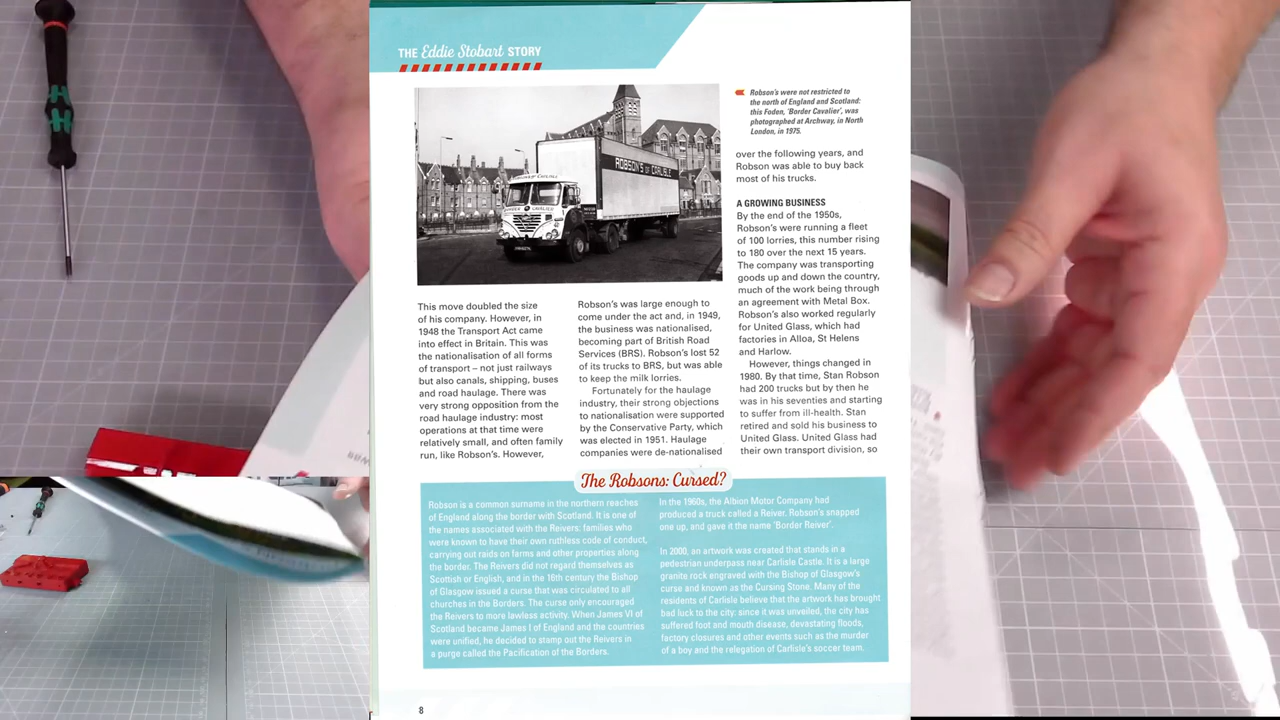 THE Eddie Stobart STORY
ROBSON'S OF CARLISLE
BORDER CAVALIER
Robson's were not restricted to
the north of England and Scotland:
this Foden, 'Border Cavalier', was
photographed at Archway, in North
London, in 1975.
This move doubled the size
of his company. However, in
1948 the Transport Act came
into effect in Britain. This was
the nationalisation of all forms
of transport – not just railways
but also canals, shipping, buses
and road haulage. There was
very strong opposition from the
road haulage industry: most
operations at that time were
relatively small, and often family
run, like Robson's. However,
Robson's was large enough to
come under the act and, in 1949,
the business was nationalised,
becoming part of British Road
Services (BRS). Robson's lost 52
of its trucks to BRS, but was able
to keep the milk lorries.
Fortunately for the haulage
industry, their strong objections
to nationalisation were supported
by the Conservative Party, which
was elected in 1951. Haulage
companies were de-nationalised
over the following years, and
Robson was able to buy back
most of his trucks.
A GROWING BUSINESS
By the end of the 1950s,
Robson's were running a fleet
of 100 lorries, this number rising
to 180 over the next 15 years.
The company was transporting
goods up and down the country,
much of the work being through
an agreement with Metal Box.
Robson's also worked regularly
for United Glass, which had
factories in Alloa, St Helens
and Harlow.
However, things changed in
1980. By that time, Stan Robson
had 200 trucks but by then he
was in his seventies and starting
to suffer from ill-health. Stan
retired and sold his business to
United Glass. United Glass had
their own transport division, so
The Robsons: Cursed?
Robson is a common surname in the northern reaches
of England along the border with Scotland. It is one of
the names associated with the Reivers: families who
were known to have their own ruthless code of conduct,
carrying out raids on farms and other properties along
the border. The Reivers did not regard themselves as
Scottish or English, and in the 16th century the Bishop
of Glasgow issued a curse that was circulated to all
churches in the Borders. The curse only encouraged
the Reivers to more lawless activity. When James VI of
Scotland became James I of England and the countries
were unified, he decided to stamp out the Reivers in
a purge called the Pacification of the Borders.
In the 1960s, the Albion Motor Company had
produced a truck called a Reiver. Robson's snapped
one up, and gave it the name 'Border Reiver'.
In 2000, an artwork was created that stands in a
pedestrian underpass near Carlisle Castle. It is a large
granite rock engraved with the Bishop of Glasgow's
curse and known as the Cursing Stone. Many of the
residents of Carlisle believe that the artwork has brought
bad luck to the city: since it was unveiled, the city has
suffered foot and mouth disease, devastating floods,
factory closures and other events such as the murder
of a boy and the relegation of Carlisle's soccer team.
8